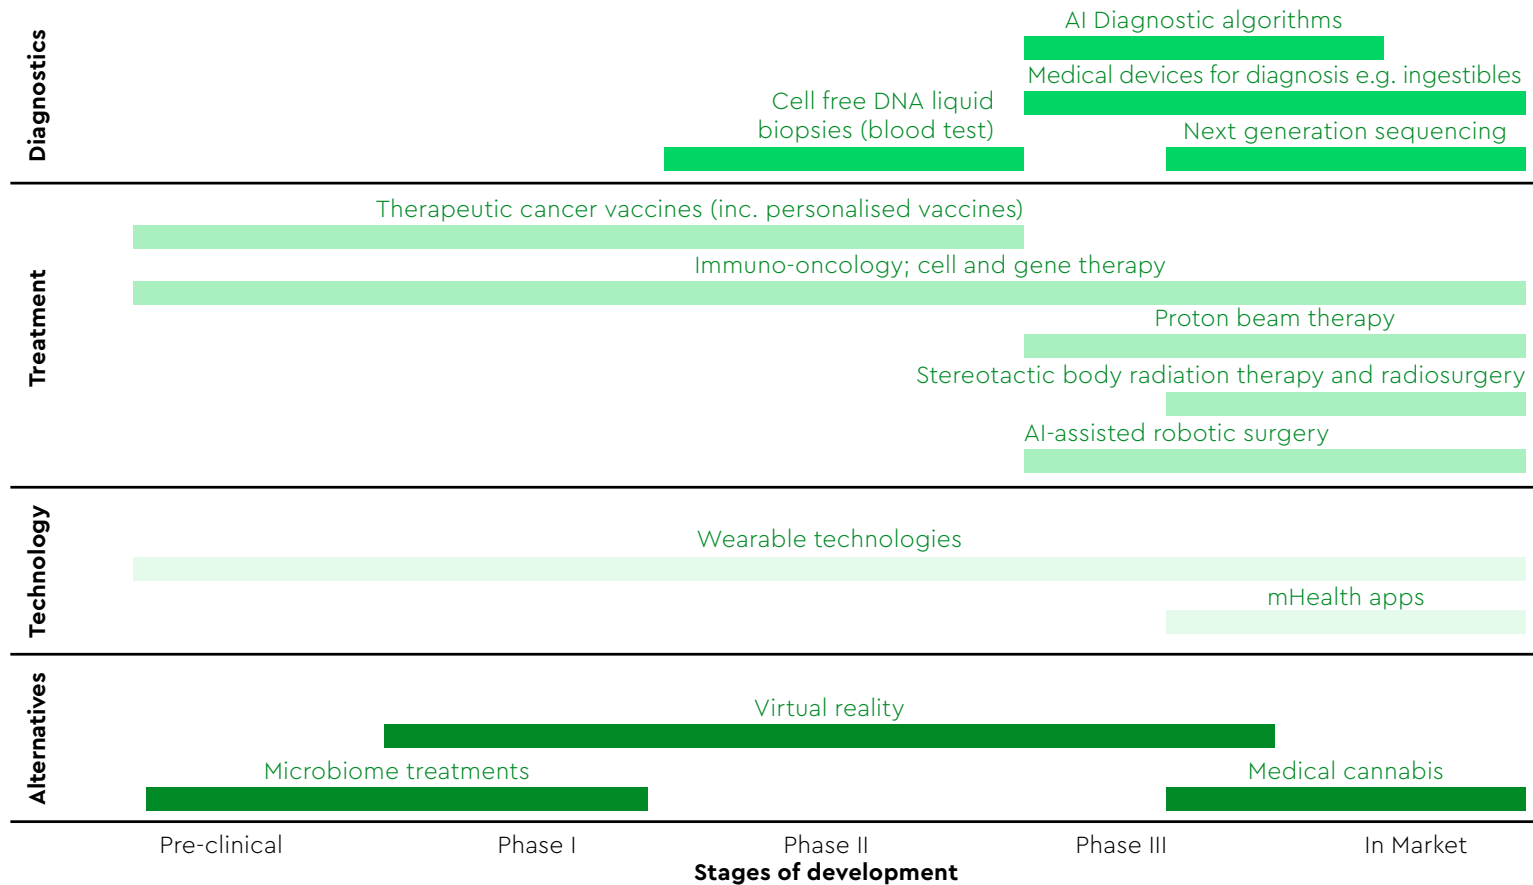 Diagnostics
AI Diagnostic algorithms
Medical devices for diagnosis e.g. ingestibles
Cell free DNA liquid
biopsies (blood test)
Next generation sequencing
Treatment
Therapeutic cancer vaccines (inc. personalised vaccines)
Immuno-oncology; cell and gene therapy
Proton beam therapy
Stereotactic body radiation therapy and radiosurgery
AI-assisted robotic surgery
Technology
Wearable technologies
mHealth apps
Alternatives
Virtual reality
Microbiome treatments
Medical cannabis
Pre-clinical
Phase I
Phase II
Phase III
In Market
Stages of development